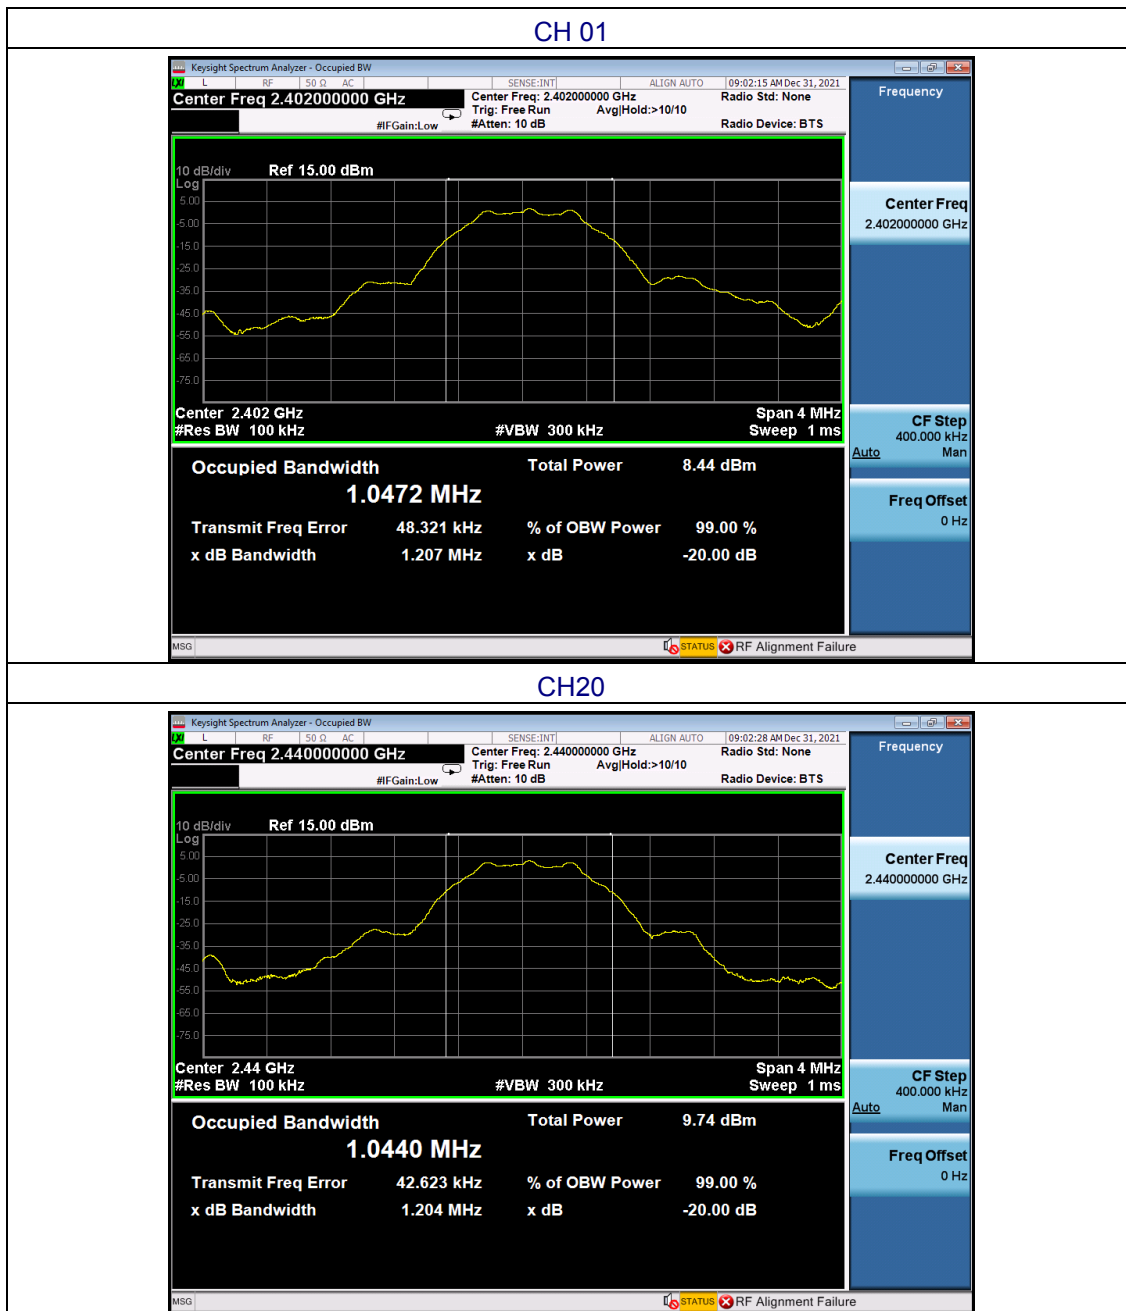 CH 01
Keysight Spectrum Analyzer - Occupied BW
LXI L RF 50 Ω AC SENSE:INT ALIGN AUTO 09:02:15 AM Dec 31, 2021
Center Freq 2.402000000 GHz
Center Freq: 2.402000000 GHz
Radio Std: None
Trig: Free Run Avg|Hold:>10/10
#IFGain:Low
#Atten: 10 dB
Radio Device: BTS
10 dB/div Ref 15.00 dBm
Log
5.00
-5.00
-15.0
-25.0
-35.0
-45.0
-55.0
-65.0
-75.0
Center 2.402 GHz Span 4 MHz
#Res BW 100 kHz #VBW 300 kHz Sweep 1 ms
Occupied Bandwidth Total Power 8.44 dBm
1.0472 MHz
Transmit Freq Error 48.321 kHz % of OBW Power 99.00 %
x dB Bandwidth 1.207 MHz x dB -20.00 dB
MSG STATUS RF Alignment Failure
Frequency
Center Freq
2.402000000 GHz
CF Step
400.000 kHz
Auto Man
Freq Offset
0 Hz
CH20
Keysight Spectrum Analyzer - Occupied BW
LXI L RF 50 Ω AC SENSE:INT ALIGN AUTO 09:02:28 AM Dec 31, 2021
Center Freq 2.440000000 GHz
Center Freq: 2.440000000 GHz
Radio Std: None
Trig: Free Run Avg|Hold:>10/10
#IFGain:Low
#Atten: 10 dB
Radio Device: BTS
10 dB/div Ref 15.00 dBm
Log
5.00
-5.00
-15.0
-25.0
-35.0
-45.0
-55.0
-65.0
-75.0
Center 2.44 GHz Span 4 MHz
#Res BW 100 kHz #VBW 300 kHz Sweep 1 ms
Occupied Bandwidth Total Power 9.74 dBm
1.0440 MHz
Transmit Freq Error 42.623 kHz % of OBW Power 99.00 %
x dB Bandwidth 1.204 MHz x dB -20.00 dB
MSG STATUS RF Alignment Failure
Frequency
Center Freq
2.440000000 GHz
CF Step
400.000 kHz
Auto Man
Freq Offset
0 Hz